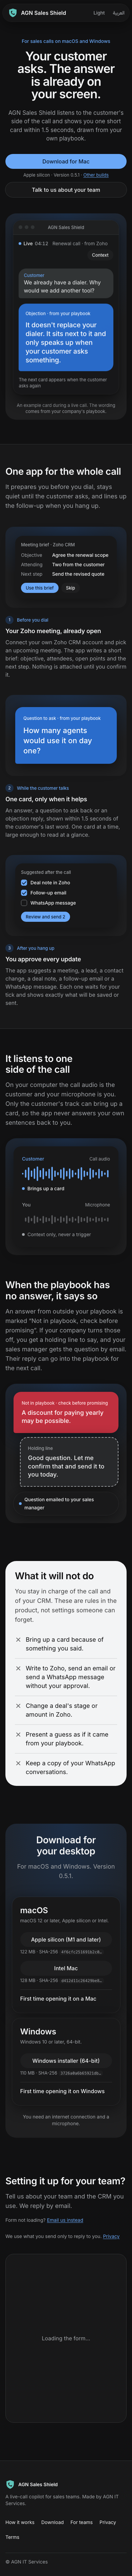 AGN Sales Shield
Light
العربية
For sales calls on macOS and Windows
Your customer
asks. The answer
is already on
your screen.
AGN Sales Shield listens to the customer's
side of the call and shows you one short
card within 1.5 seconds, drawn from your
own playbook.
Download for Mac
Apple silicon · Version 0.5.1 · Other builds
Talk to us about your team
AGN Sales Shield
Live 04:12 Renewal call · from Zoho
Context
Customer
We already have a dialer. Why
would we add another tool?
Objection · from your playbook
It doesn't replace your
dialer. It sits next to it and
only speaks up when
your customer asks
something.
The next card appears when the customer
asks again
An example card during a live call. The wording
comes from your company's playbook.
One app for the whole call
It prepares you before you dial, stays
silent until the customer asks, and lines up
the follow-up when you hang up.
Meeting brief · Zoho CRM
Objective Agree the renewal scope
Attending Two from the customer
Next step Send the revised quote
Use this brief
Skip
1 Before you dial
Your Zoho meeting, already open
Connect your own Zoho CRM account and pick
an upcoming meeting. The app writes a short
brief: objective, attendees, open points and the
next step. Nothing is used until you confirm
it.
Question to ask · from your playbook
How many agents
would use it on day
one?
2 While the customer talks
One card, only when it helps
An answer, a question to ask back or an
objection, shown within 1.5 seconds of the
customer's last word. One card at a time,
large enough to read at a glance.
Suggested after the call
Deal note in Zoho
Follow-up email
WhatsApp message
Review and send 2
3 After you hang up
You approve every update
The app suggests a meeting, a lead, a contact
change, a deal note, a follow-up email or a
WhatsApp message. Each one waits for your
tick and shows exactly what will be saved or
sent.
It listens to one
side of the call
On your computer the call audio is the
customer and your microphone is you.
Only the customer's track can bring up a
card, so the app never answers your own
sentences back to you.
Customer
Call audio
Brings up a card
You
Microphone
Context only, never a trigger
When the playbook has
no answer, it says so
An answer from outside your playbook is
marked “Not in playbook, check before
promising”. If your company turns those
off, you get a holding line to say, and your
sales manager gets the question by email.
Their reply can go into the playbook for
the next call.
Not in playbook · check before promising
A discount for paying yearly
may be possible.
Holding line
Good question. Let me
confirm that and send it to
you today.
Question emailed to your sales
manager
What it will not do
You stay in charge of the call and
of your CRM. These are rules in the
product, not settings someone can
forget.
Bring up a card because of
something you said.
Write to Zoho, send an email or
send a WhatsApp message
without your approval.
Change a deal's stage or
amount in Zoho.
Present a guess as if it came
from your playbook.
Keep a copy of your WhatsApp
conversations.
Download for
your desktop
For macOS and Windows. Version
0.5.1.
macOS
macOS 12 or later, Apple silicon or Intel.
Apple silicon (M1 and later)
Intel Mac
First time opening it on a Mac
Windows
Windows 10 or later, 64-bit.
Windows installer (64-bit)
First time opening it on Windows
You need an internet connection and a
microphone.
Setting it up for your team?
Tell us about your team and the CRM you
use. We reply by email.
Form not loading? Email us instead
We use what you send only to reply to you. Privacy
Loading the form...
AGN Sales Shield
A live-call copilot for sales teams. Made by AGN IT
Services.
How it works
Download
For teams
Privacy
Terms
© AGN IT Services